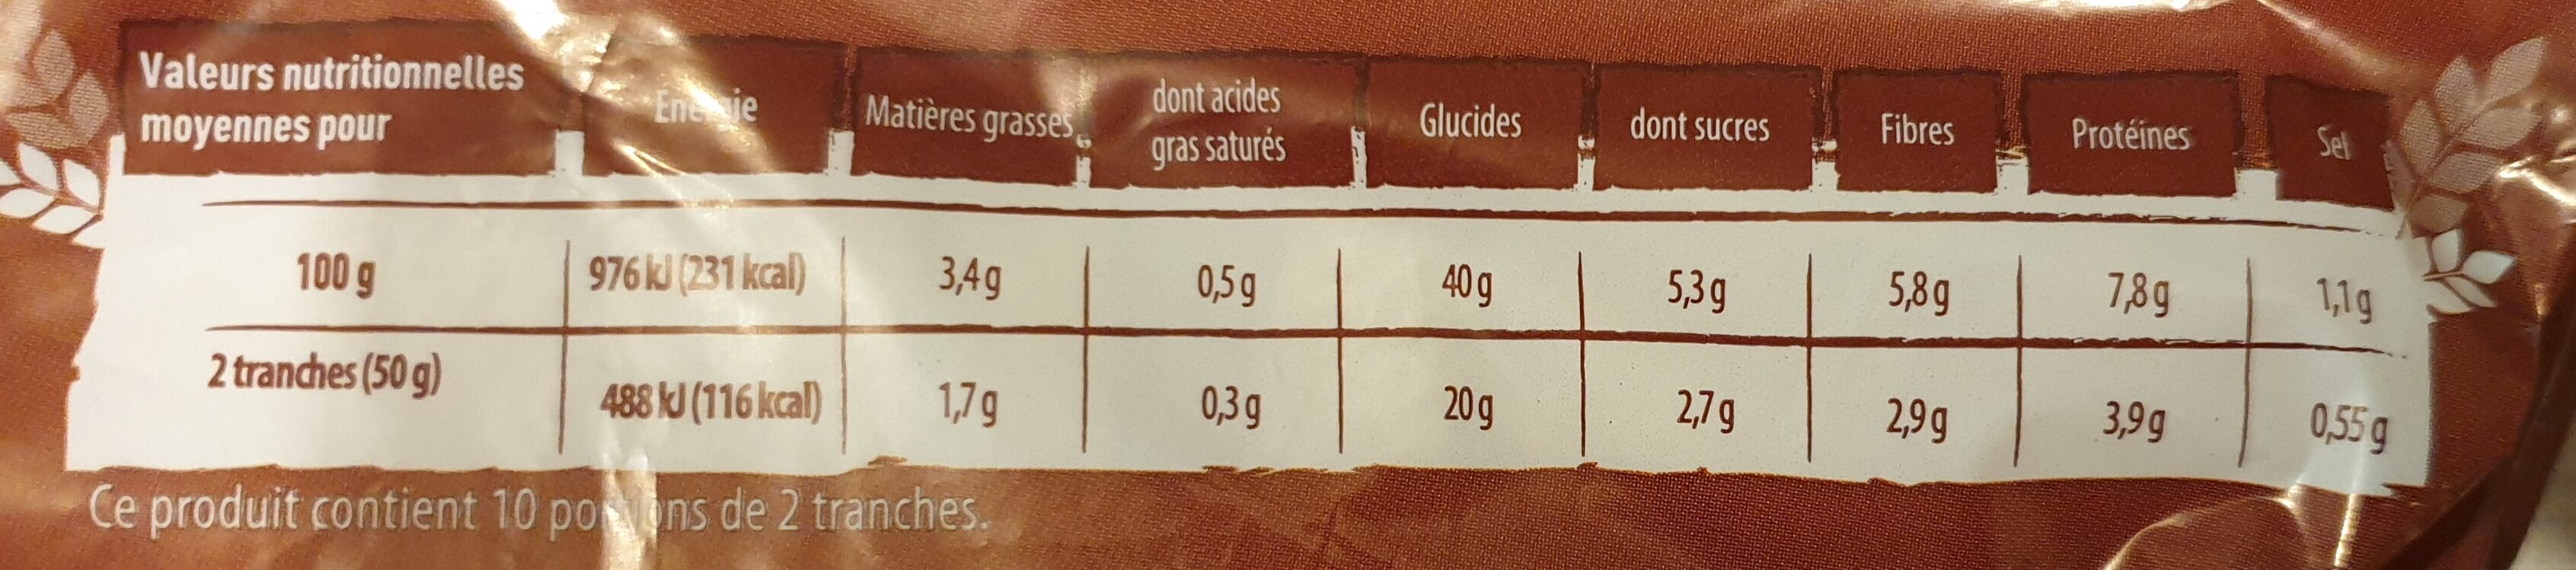 Valeurs nutritionnelles
moyennes pour
Energie
Matières grasses
dont acides
gras saturés
Glucides
dont sucres
Fibres
Protéines
Sel
100 g 976 kJ (231 kcal) 3,4 g 0,5 g 40 g 5,3 g 5,8 g 7,8 g 1,1 g
2 tranches (50 g) 488 kJ (116 kcal) 1,7 g 0,3 g 20 g 2,7 g 2,9 g 3,9 g 0,55 g
Ce produit contient 10 portions de 2 tranches.